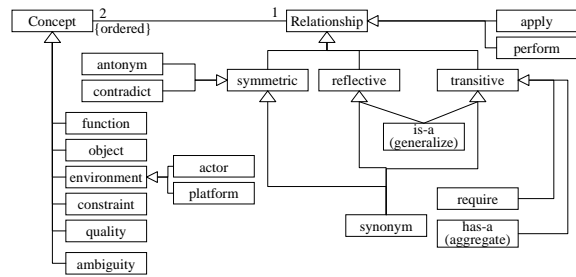 Concept
2
{ordered}
1
Relationship
apply
perform
antonym
contradict
symmetric
reflective
transitive
function
object
environment
constraint
quality
ambiguity
actor
platform
is-a
(generalize)
synonym
require
has-a
(aggregate)